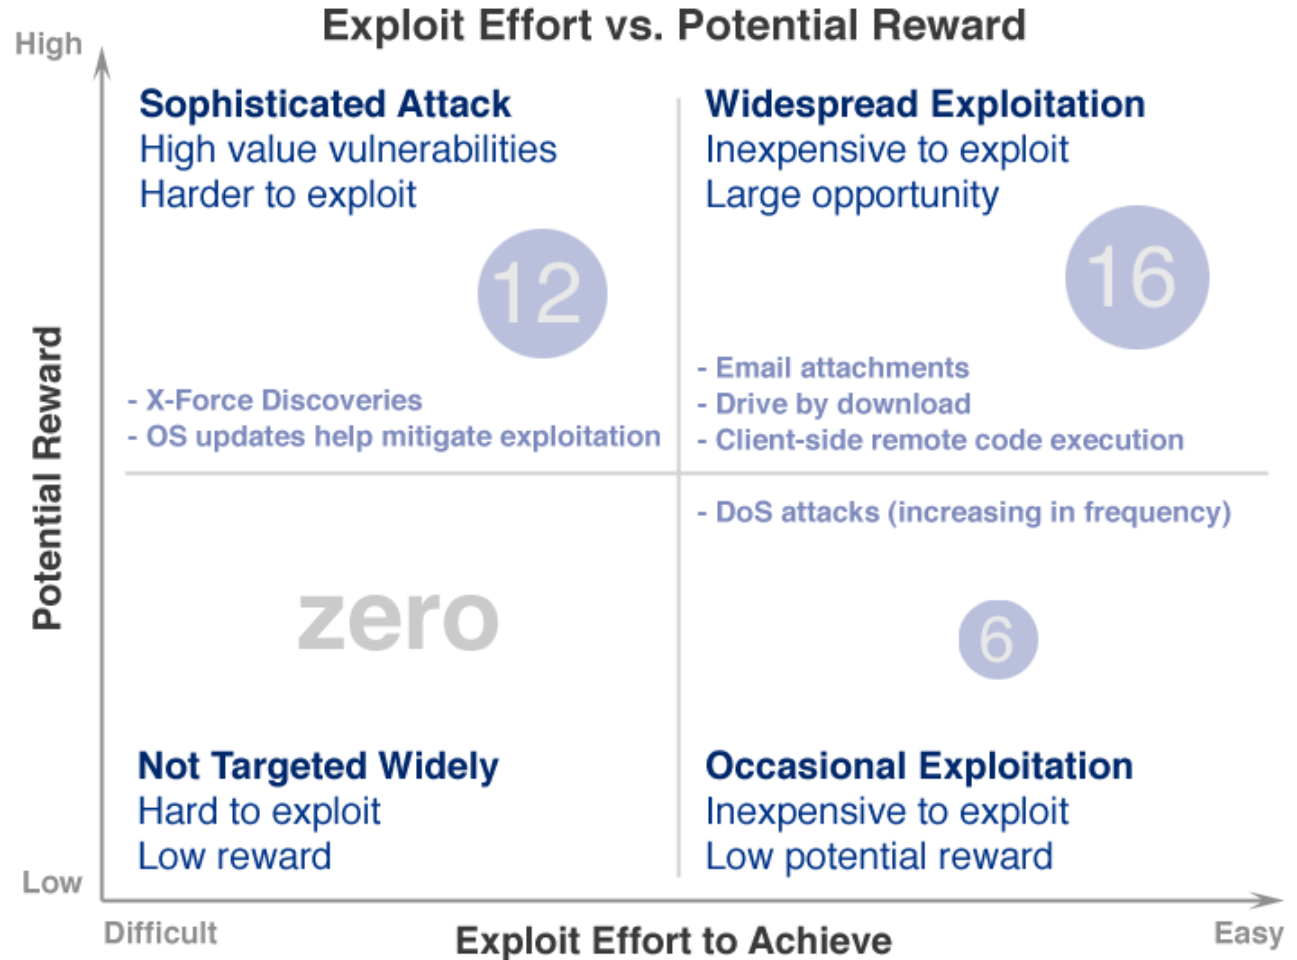 Exploit Effort vs. Potential Reward
High
Sophisticated Attack
High value vulnerabilities
Harder to exploit
12
- X-Force Discoveries
- OS updates help mitigate exploitation
Widespread Exploitation
Inexpensive to exploit
Large opportunity
16
- Email attachments
- Drive by download
- Client-side remote code execution
Potential Reward
zero
Not Targeted Widely
Hard to exploit
Low reward
- DoS attacks (increasing in frequency)
6
Occasional Exploitation
Inexpensive to exploit
Low potential reward
Low
Difficult
Exploit Effort to Achieve
Easy